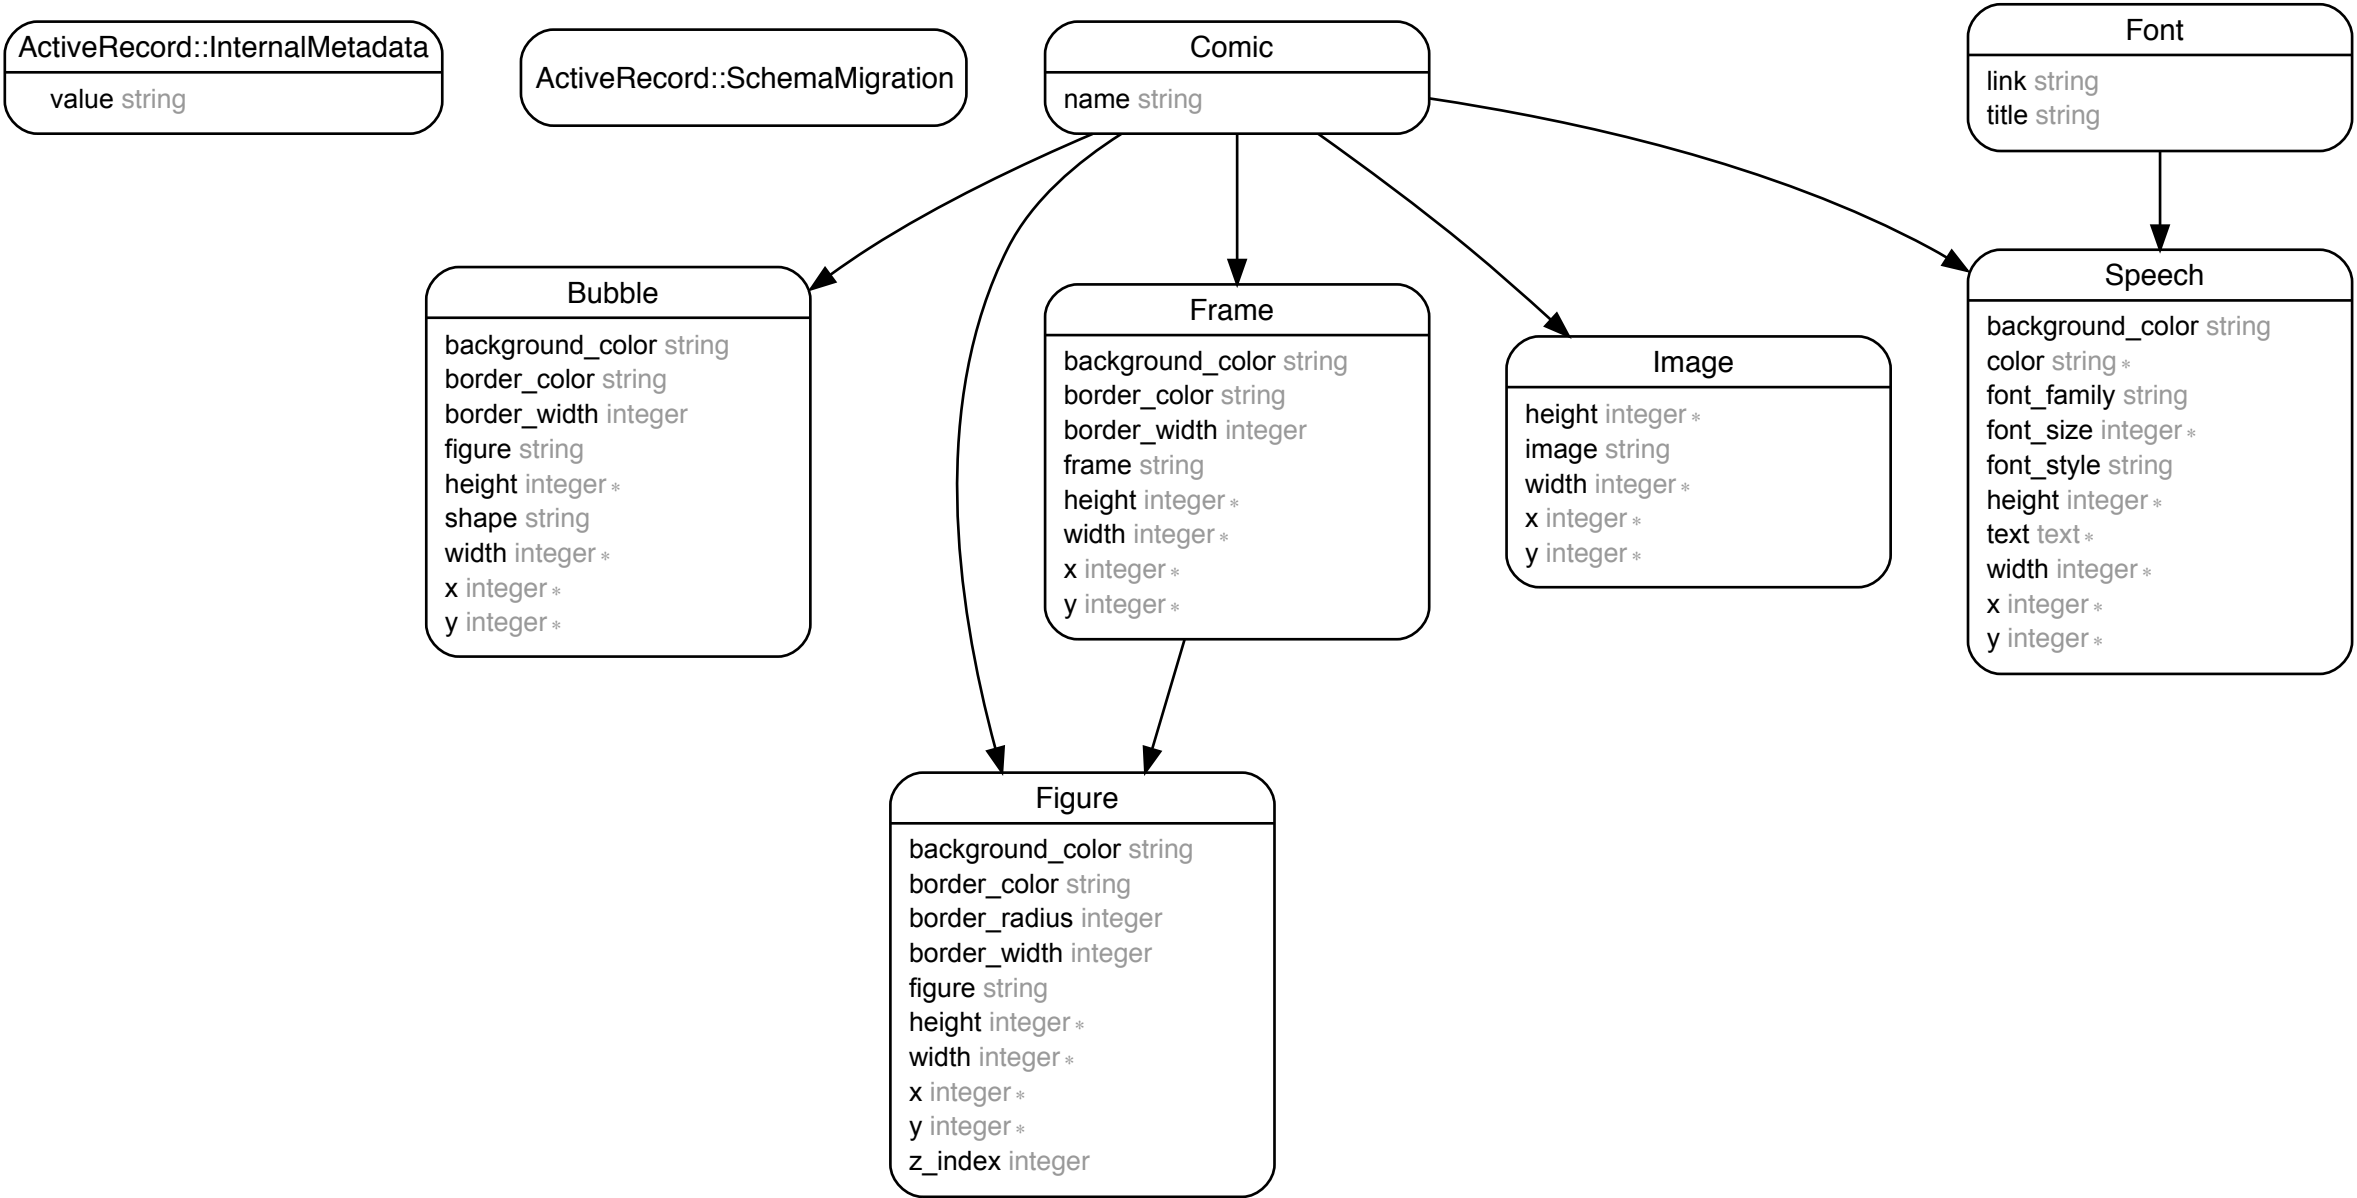 ActiveRecord::InternalMetadata
value string
ActiveRecord::SchemaMigration
Comic
name string
Font
link string
title string
Bubble
background_color string
border_color string
border_width integer
figure string
height integer *
shape string
width integer *
x integer *
y integer *
Frame
background_color string
border_color string
border_width integer
frame string
height integer *
width integer *
x integer *
y integer *
Image
height integer *
image string
width integer *
x integer *
y integer *
Speech
background_color string
color string *
font_family string
font_size integer *
font_style string
height integer *
text text *
width integer *
x integer *
y integer *
Figure
background_color string
border_color string
border_radius integer
border_width integer
figure string
height integer *
width integer *
x integer *
y integer *
z_index integer